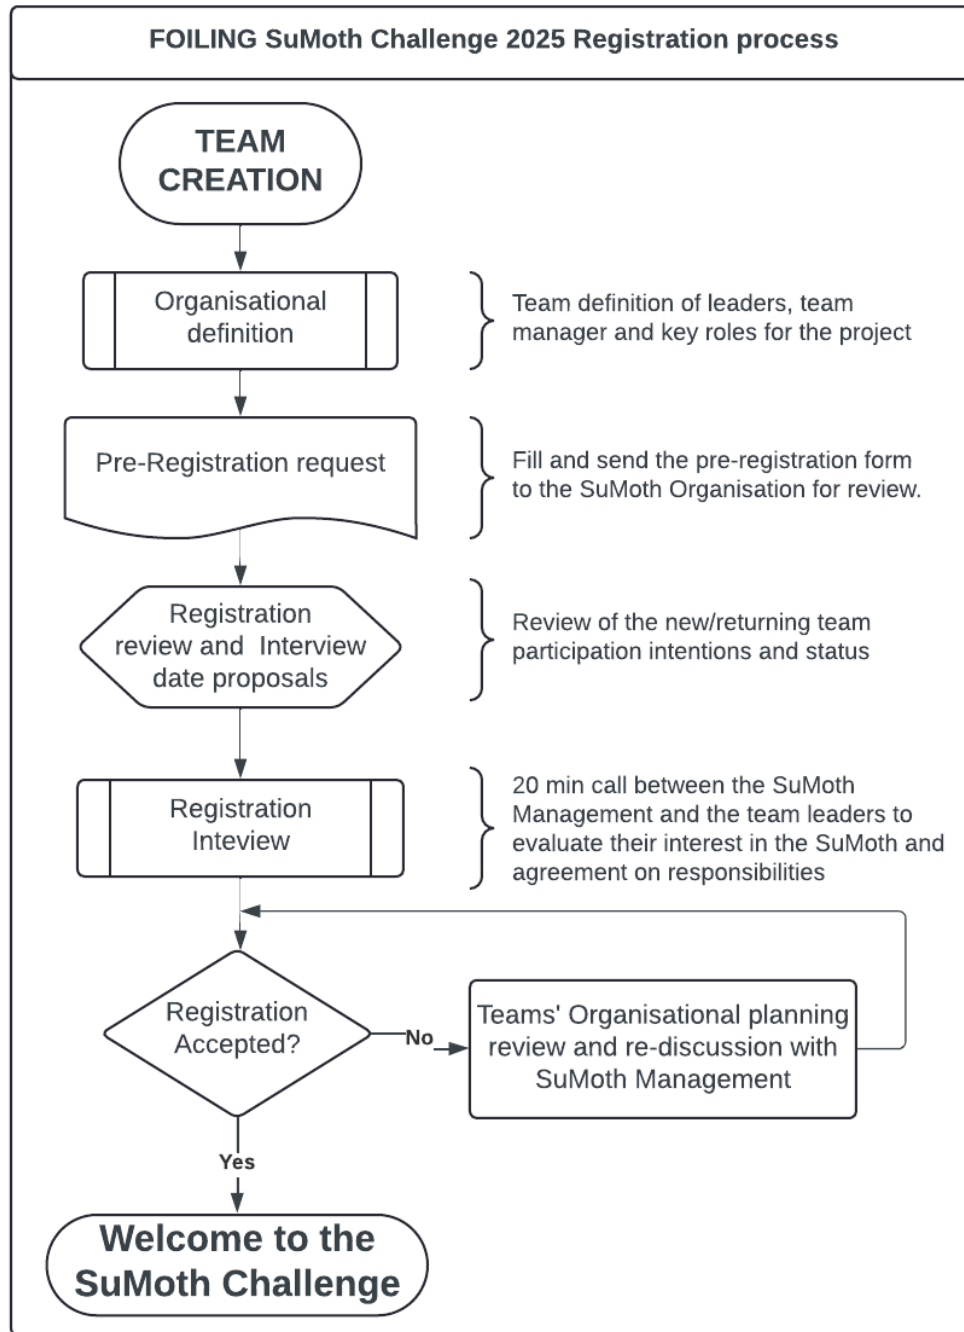 FOILING SuMoth Challenge 2025 Registration process
TEAM
CREATION
Organisational
definition
Team definition of leaders, team
manager and key roles for the project
Pre-Registration request
Fill and send the pre-registration form
to the SuMoth Organisation for review.
Registration
review and Interview
date proposals
Review of the new/returning team
participation intentions and status
Registration
Inteview
20 min call between the SuMoth
Management and the team leaders to
evaluate their interest in the SuMoth and
agreement on responsibilities
Registration
Accepted?
No
Teams' Organisational planning
review and re-discussion with
SuMoth Management
Yes
Welcome to the
SuMoth Challenge